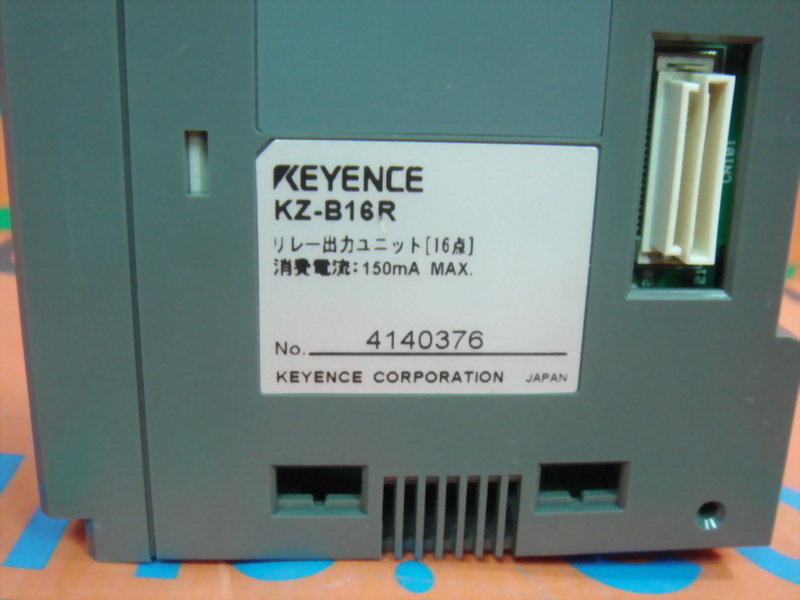 KEYENCE
KZ-B16R
リレー出力ユニット[16点]
消費電流:150mA MAX.
No. 4140376
KEYENCE CORPORATION JAPAN
CN101